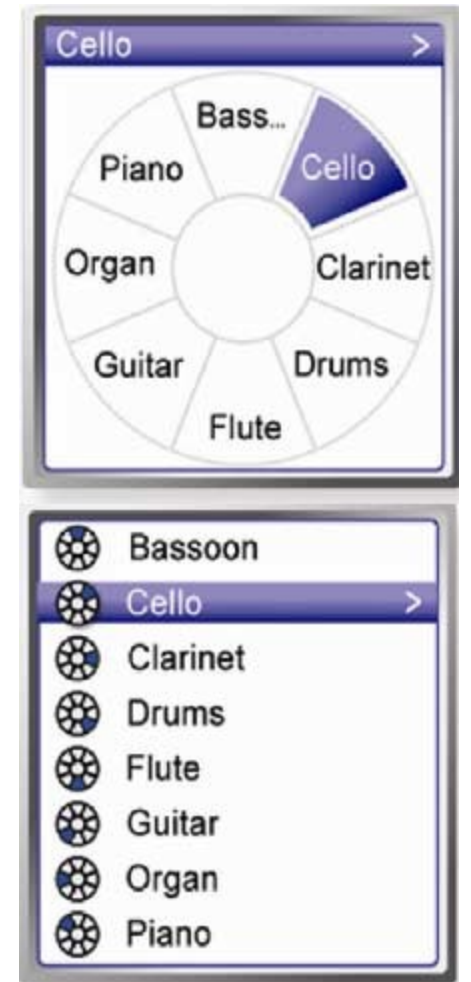 Cello >
Bass...
Cello
Clarinet
Drums
Flute
Guitar
Organ
Piano
Bassoon
Cello >
Clarinet
Drums
Flute
Guitar
Organ
Piano